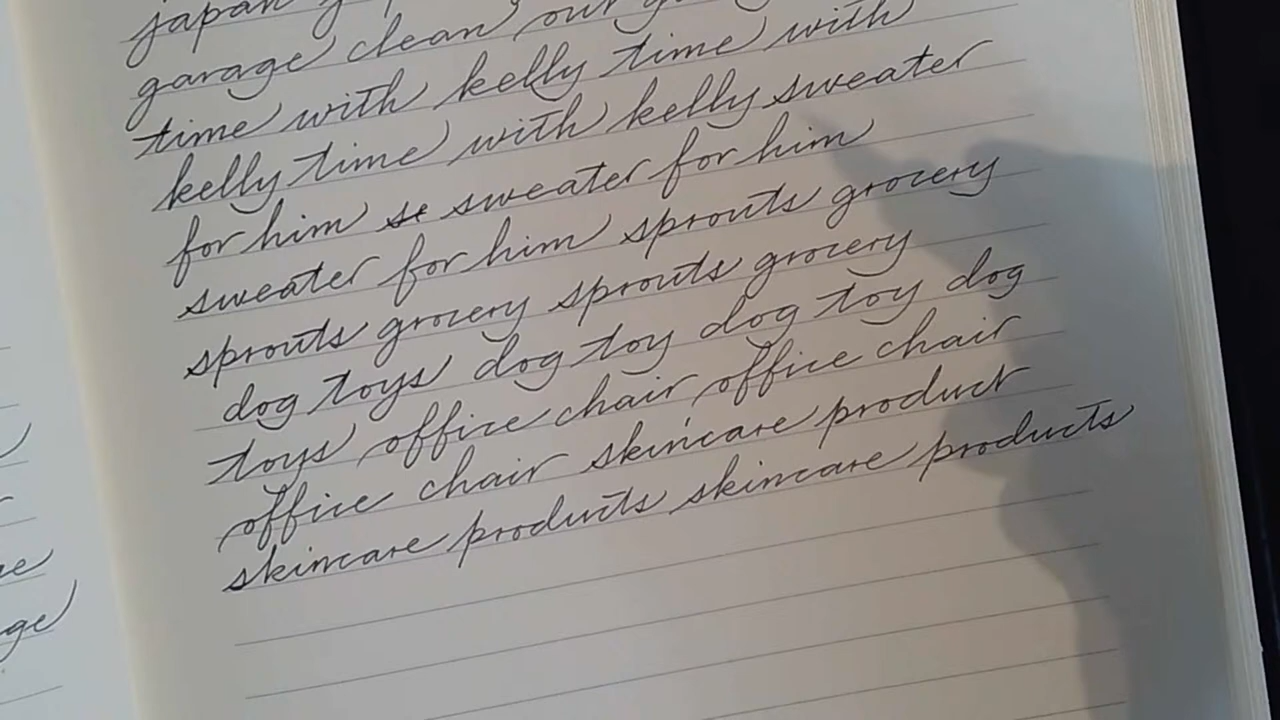 japan
garage clean out
time with kelly time with
kelly time with kelly sweater
for him se sweater for him
sweater for him sprouts grocery
sprouts grocery sprouts grocery
dog toys dog toy dog toy dog
toys office chair office chair
office chair skincare product
skincare products skincare products